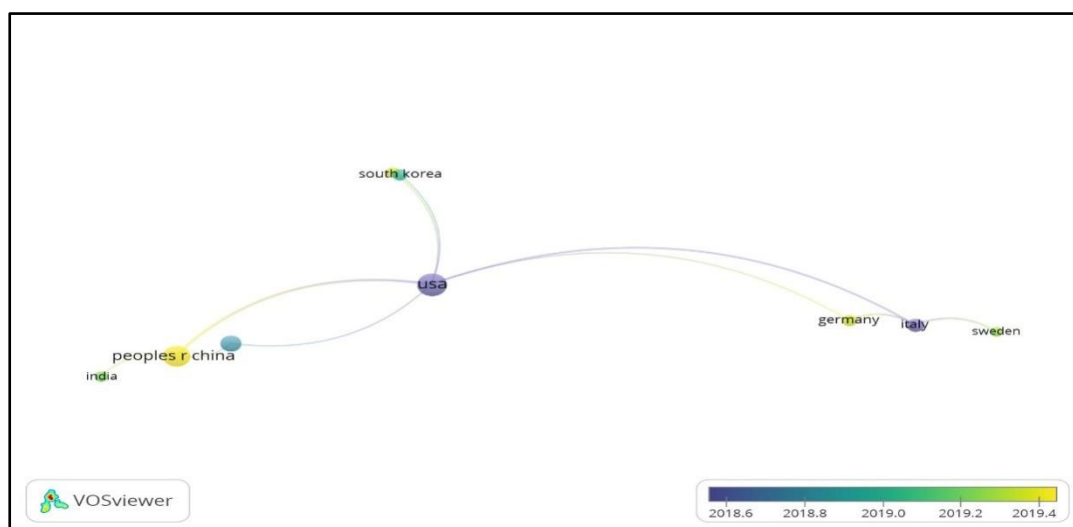 south korea
usa
germany
italy
sweden
peoples r china
india
VOSviewer
2018.6 2018.8 2019.0 2019.2 2019.4